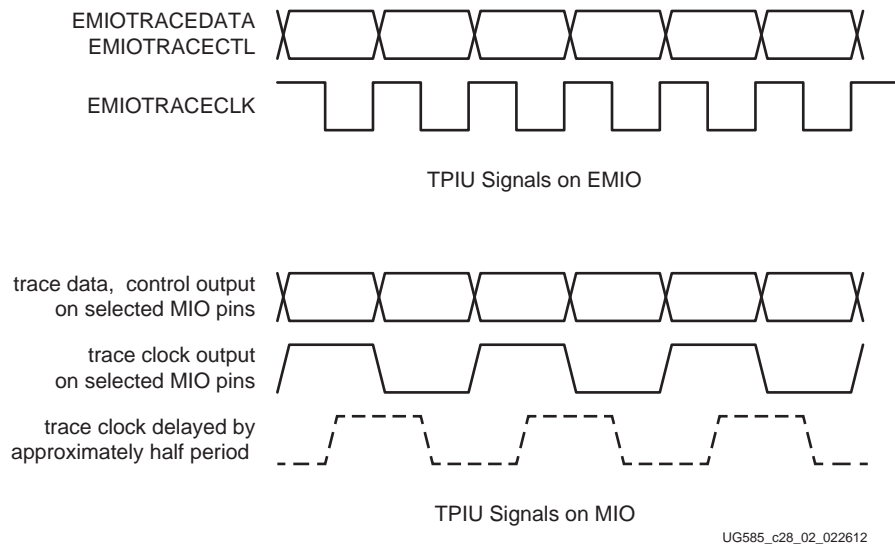 EMIOTRACEDATA
EMIOTRACECTL
EMIOTRACECLK
TPIU Signals on EMIO
trace data, control output
on selected MIO pins
trace clock output
on selected MIO pins
trace clock delayed by
approximately half period
TPIU Signals on MIO
UG585_c28_02_022612